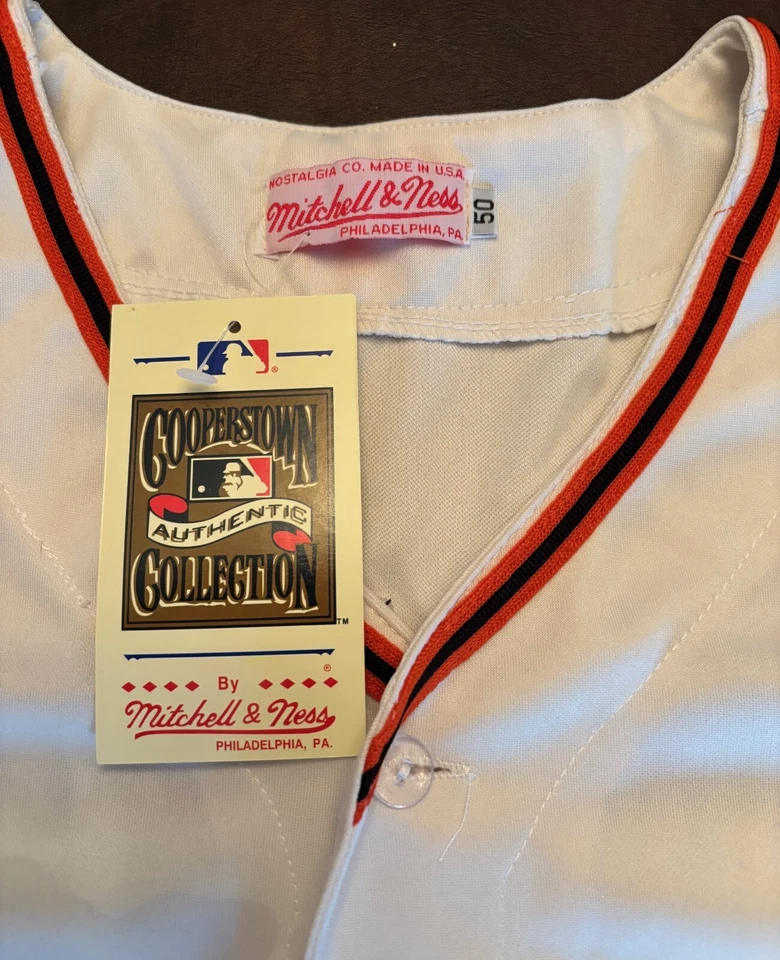 NOSTALGIA CO. MADE IN U.S.A.
Mitchell & Ness
PHILADELPHIA, PA
50
®
COOPERSTOWN
AUTHENTIC
COLLECTION
TM
®
By
Mitchell & Ness
PHILADELPHIA, PA.